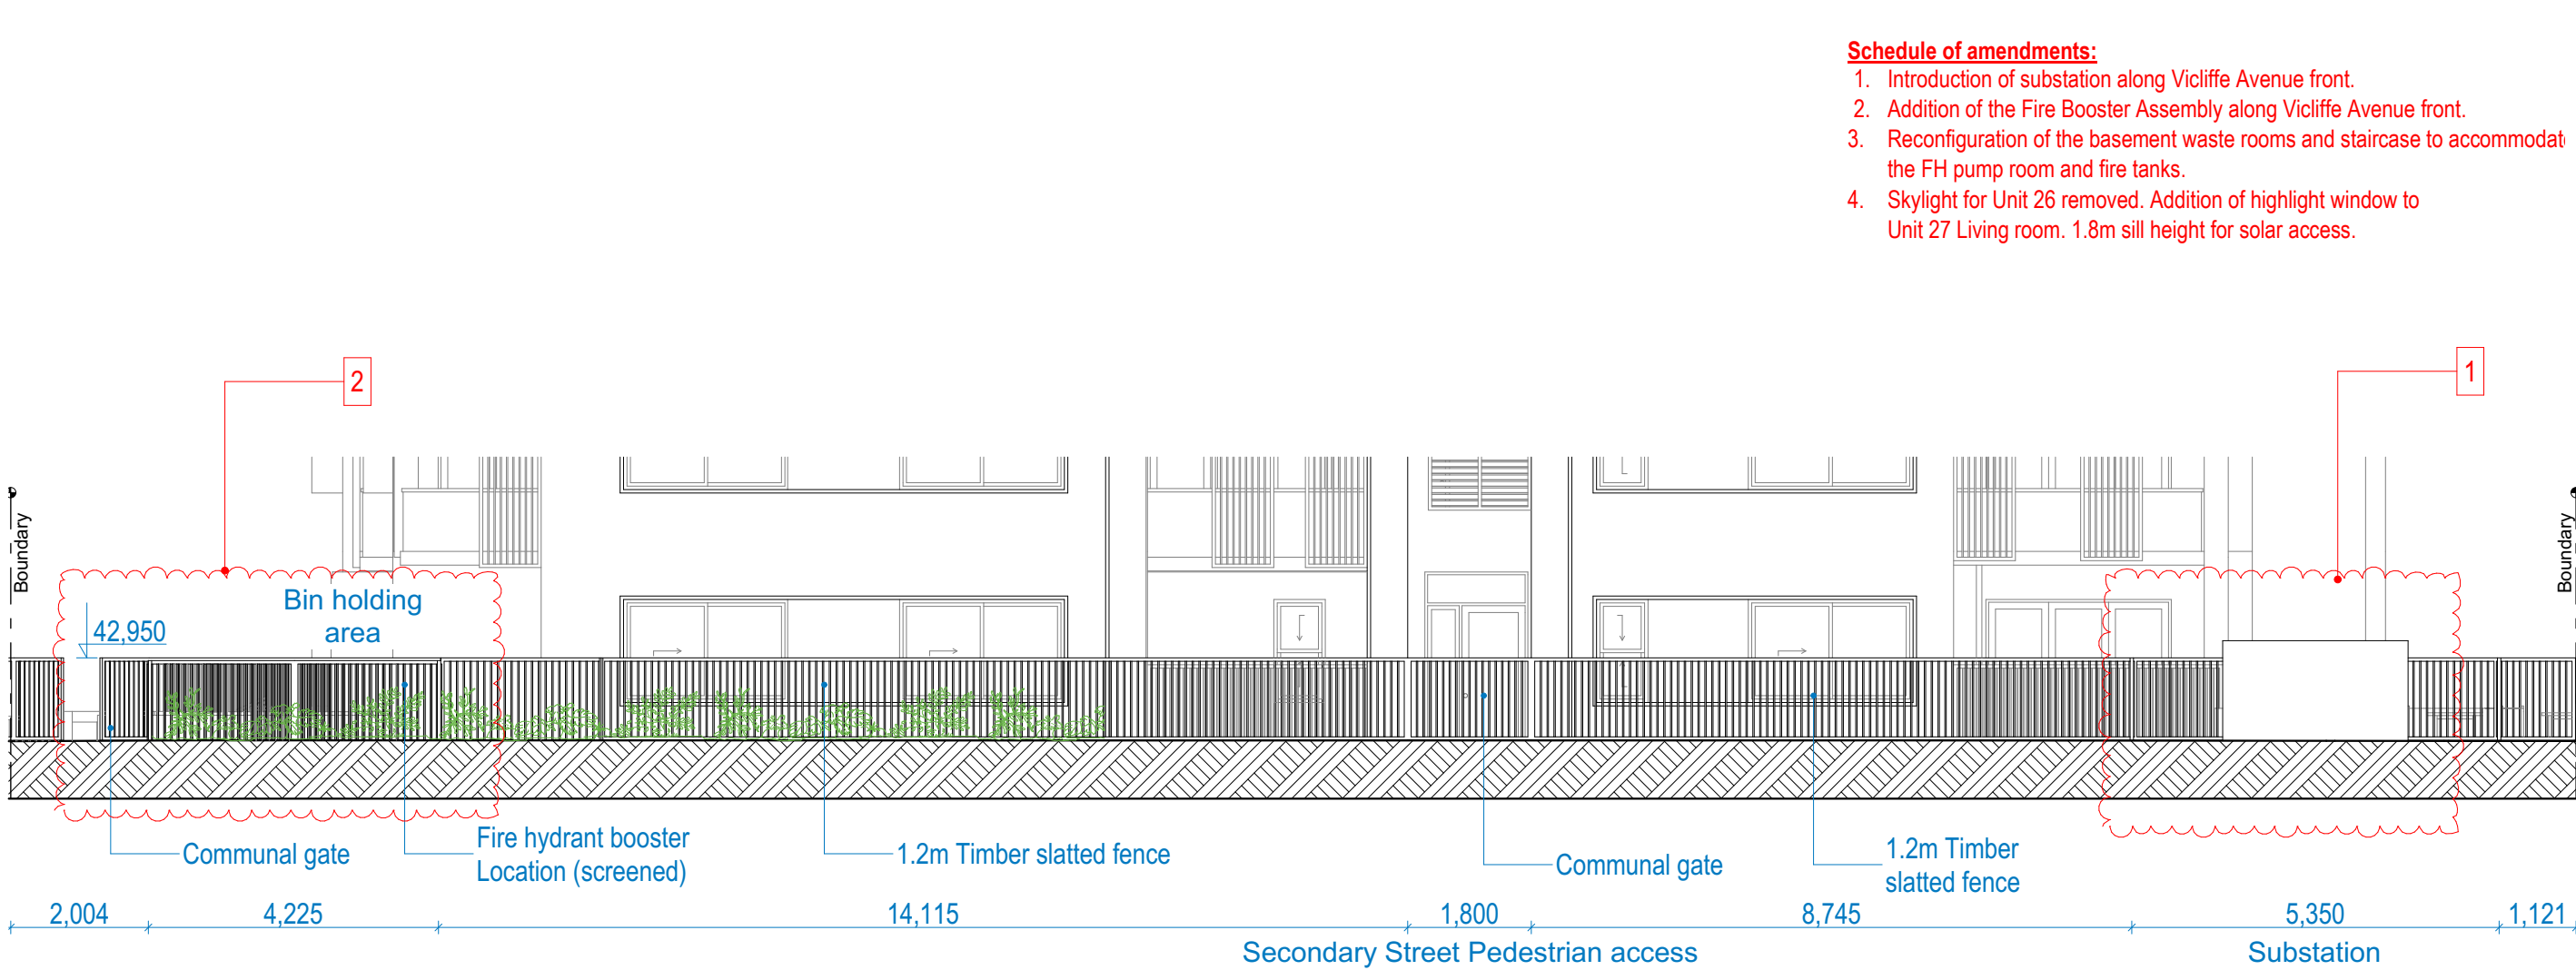 Schedule of amendments:
1. Introduction of substation along Vicliffe Avenue front.
2. Addition of the Fire Booster Assembly along Vicliffe Avenue front.
3. Reconfiguration of the basement waste rooms and staircase to accommodat
the FH pump room and fire tanks.
4. Skylight for Unit 26 removed. Addition of highlight window to
Unit 27 Living room. 1.8m sill height for solar access.
2
1
Boundary
Boundary
Bin holding
area
42,950
Communal gate
Fire hydrant booster
Location (screened)
1.2m Timber slatted fence
Communal gate
1.2m Timber
slatted fence
2,004
4,225
14,115
1,800
8,745
5,350
1,121
Secondary Street Pedestrian access
Substation